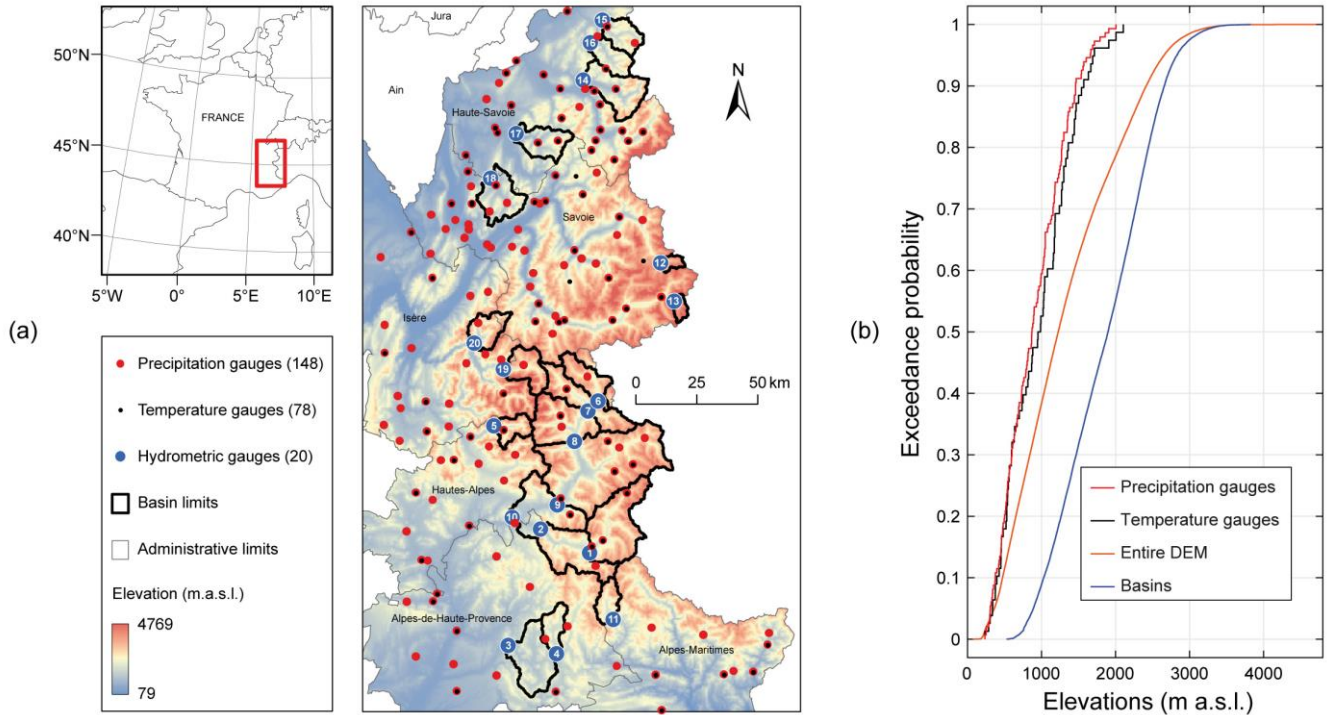 (a)
50°N
45°N
40°N
5°W
0°E
5°E
10°E
FRANCE
Precipitation gauges (148)
Temperature gauges (78)
Hydrometric gauges (20)
Basin limits
Administrative limits
Elevation (m.a.s.l.)
4769
79
Jura
Ain
Haute-Savoie
Savoie
Isère
Hautes-Alpes
Alpes-de-Haute-Provence
Alpes-Maritimes
N
0 25 50 km
15
16
14
17
18
12
13
20
19
6
7
5
8
9
10
2
1
11
3
4
(b)
Exceedance probability
1
0.9
0.8
0.7
0.6
0.5
0.4
0.3
0.2
0.1
0
Precipitation gauges
Temperature gauges
Entire DEM
Basins
0 1000 2000 3000 4000
Elevations (m a.s.l.)